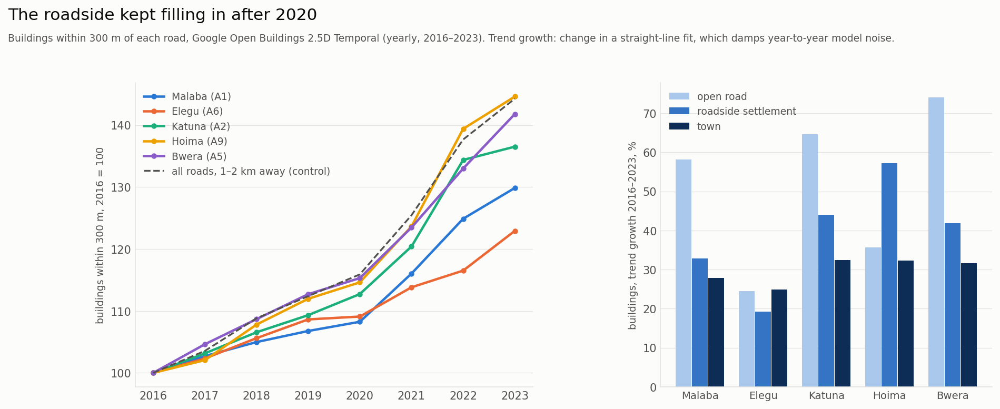 The roadside kept filling in after 2020
Buildings within 300 m of each road, Google Open Buildings 2.5D Temporal (yearly, 2016–2023). Trend growth: change in a straight-line fit, which damps year-to-year model noise.
buildings within 300 m, 2016 = 100
140
130
120
110
100
Malaba (A1)
Elegu (A6)
Katuna (A2)
Hoima (A9)
Bwera (A5)
all roads, 1–2 km away (control)
2016 2017 2018 2019 2020 2021 2022 2023
buildings, trend growth 2016–2023, %
70
60
50
40
30
20
10
0
open road
roadside settlement
town
Malaba Elegu Katuna Hoima Bwera